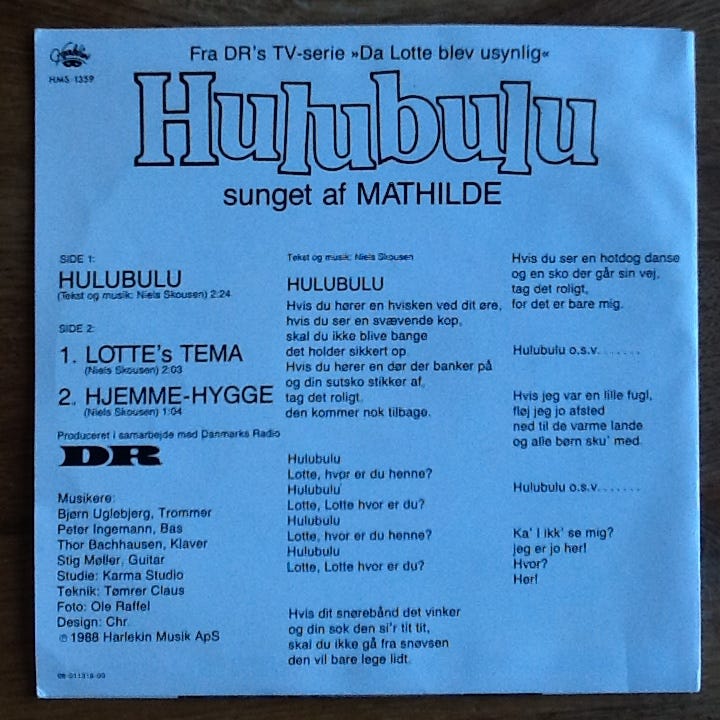 Harlekin
HMS 1359
Fra DR's TV-serie »Da Lotte blev usynlig«
Hulubulu
sunget af MATHILDE
SIDE 1:
HULUBULU
(Tekst og musik: Niels Skousen) 2:24
SIDE 2:
1. LOTTE's TEMA
(Niels Skousen) 2:03
2. HJEMME-HYGGE
(Niels Skousen) 1:04
Produceret i samarbejde med Danmarks Radio
DR
Musikere:
Bjørn Uglebjerg, Trommer
Peter Ingemann, Bas
Thor Bachhausen, Klaver
Stig Møller, Guitar
Studie: Karma Studio
Teknik: Tømrer Claus
Foto: Ole Raffel
Design: Chr.
℗ 1988 Harlekin Musik ApS
Tekst og musik: Niels Skousen
HULUBULU
Hvis du hører en hvisken ved dit øre,
hvis du ser en svævende kop,
skal du ikke blive bange
det holder sikkert op.
Hvis du hører en dør der banker på
og din sutsko stikker af,
tag det roligt.
den kommer nok tilbage.
Hulubulu
Lotte, hvor er du henne?
Hulubulu
Lotte, Lotte hvor er du?
Hulubulu
Lotte, hvor er du henne?
Hulubulu
Lotte, Lotte hvor er du?
Hvis dit snørebånd det vinker
og din sok den si'r tit tit,
skal du ikke gå fra snøvsen
den vil bare lege lidt.
Hvis du ser en hotdog danse
og en sko der går sin vej,
tag det roligt,
for det er bare mig.
Hulubulu o.s.v. . . . . . .
Hvis jeg var en lille fugl,
fløj jeg jo afsted
ned til de varme lande
og alle børn sku' med.
Hulubulu o.s.v. . . . . . .
Ka' I ikk' se mig?
jeg er jo her!
Hvor?
Her!